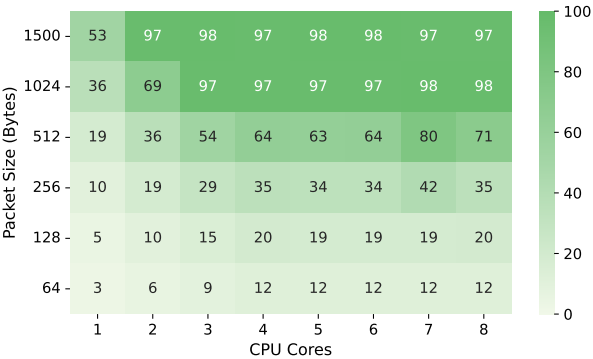 1500 53 97 98 97 98 98 97 97
1024 36 69 97 97 97 97 98 98
512 19 36 54 64 63 64 80 71
256 10 19 29 35 34 34 42 35
128 5 10 15 20 19 19 19 20
64 3 6 9 12 12 12 12 12
1 2 3 4 5 6 7 8
CPU Cores
Packet Size (Bytes)
100
80
60
40
20
0